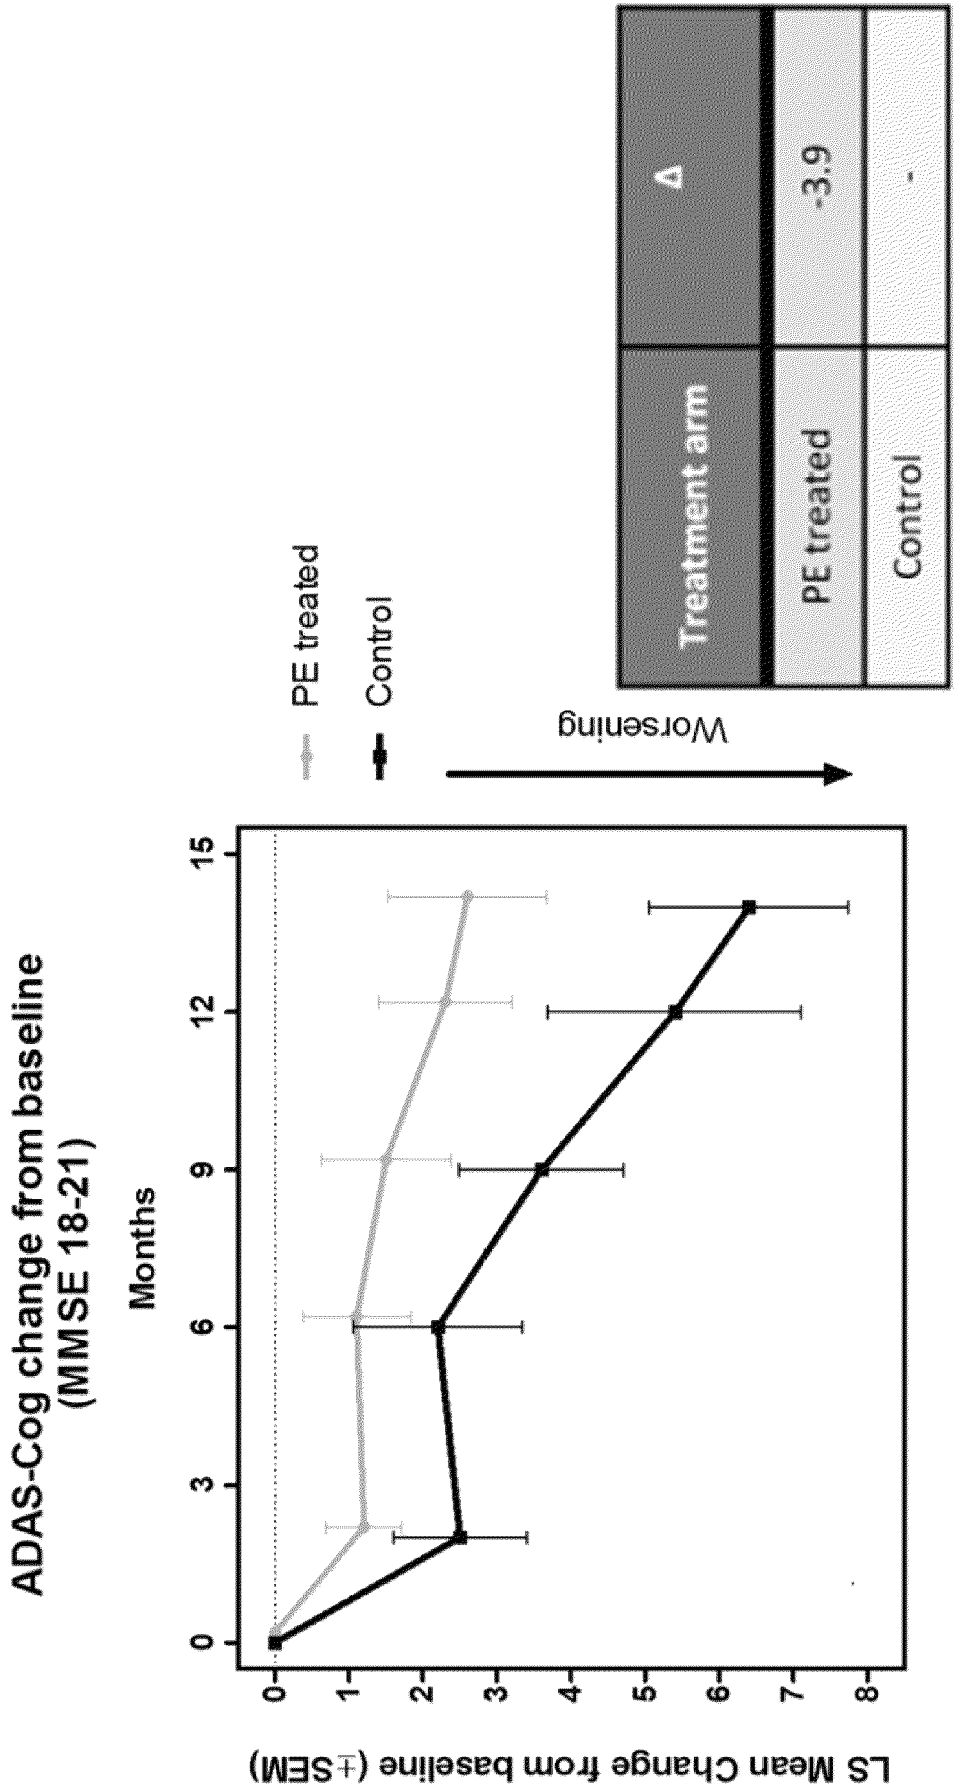 ADAS-Cog change from baseline
(MMSE 18-21)
Months
0 3 6 9 12 15
LS Mean Change from baseline (±SEM)
0
1
2
3
4
5
6
7
8
PE treated
Control
Worsening
Treatment arm Δ
PE treated -3.9
Control -